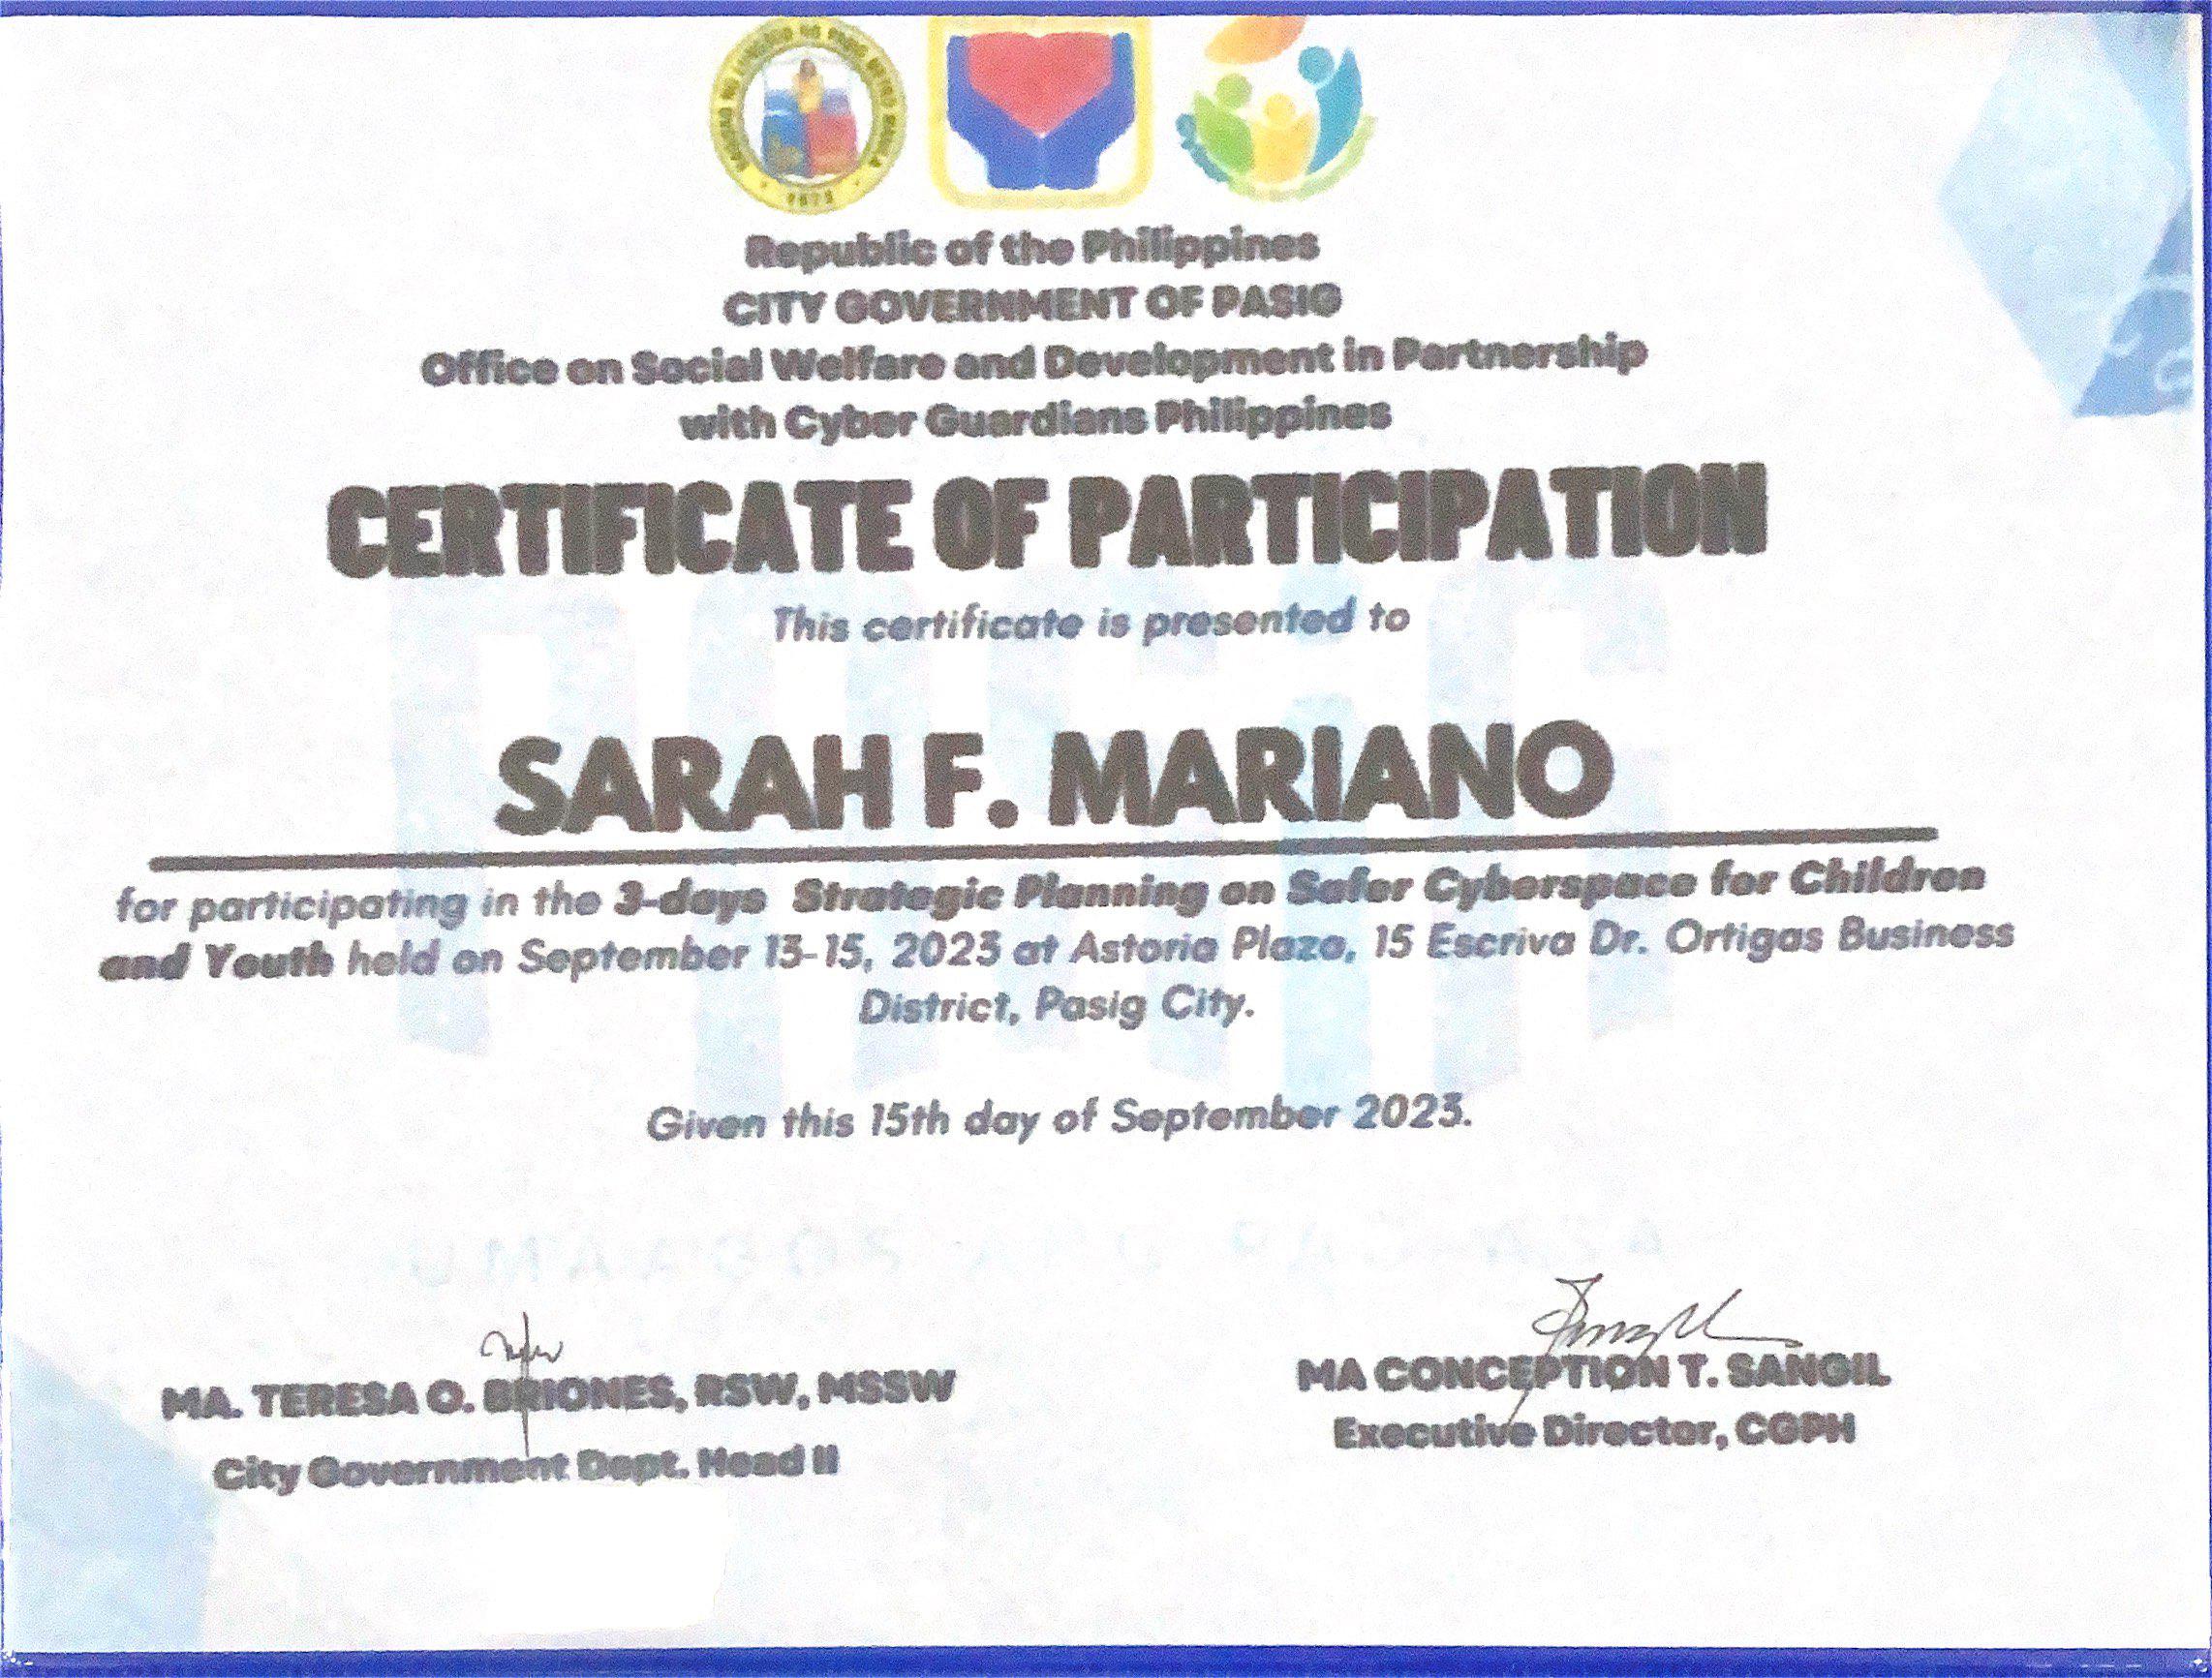 Republic of the Philippines
CITY GOVERNMENT OF PASIG
Office on Social Welfare and Development in Partnership
with Cyber Guardians Philippines
CERTIFICATE OF PARTICIPATION
This certificate is presented to
SARAH F. MARIANO
for participating in the 3-days Strategic Planning on Safer Cyberspace for Children
and Youth held on September 13-15, 2023 at Astoria Plaza, 15 Escriva Dr. Ortigas Business
District, Pasig City.
Given this 15th day of September 2023.
UMAAGOS ANG PAG-ASA
MA. TERESA O. BRIONES, RSW, MSSW
City Government Dept. Head II
MA CONCEPTION T. SANGIL
Executive Director, CGPH